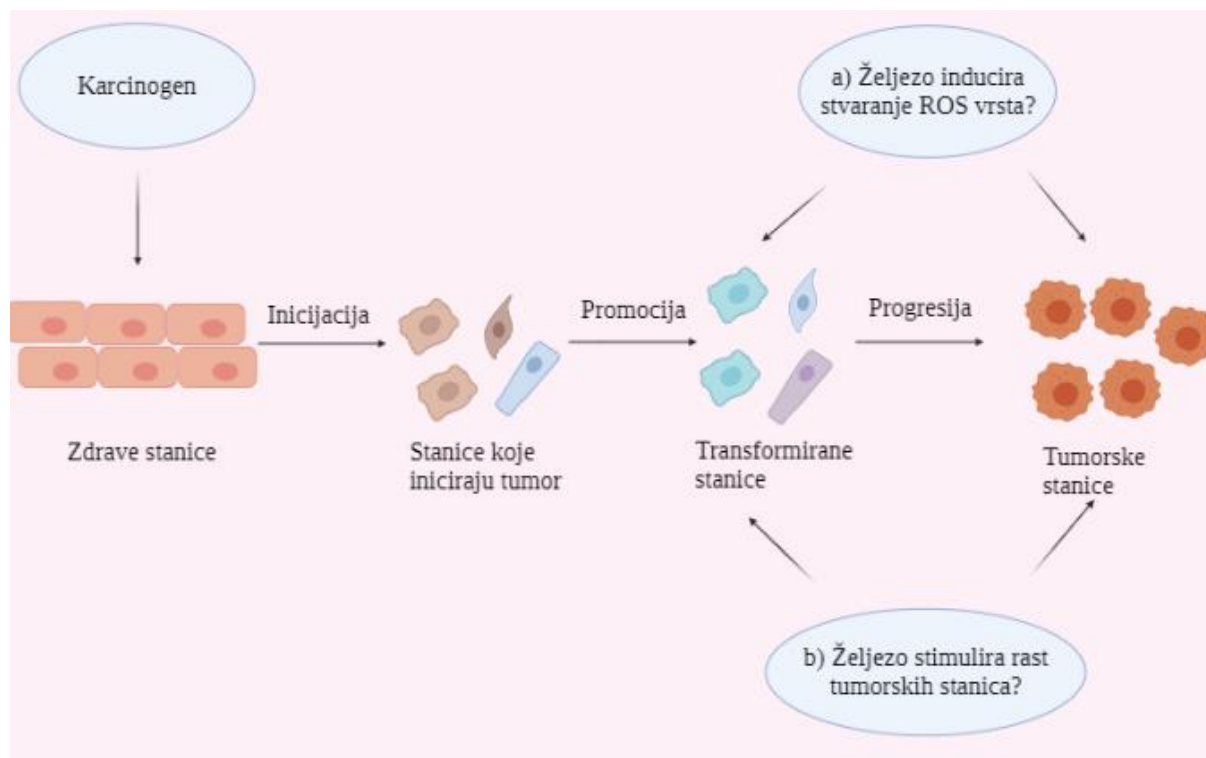 Karcinogen
a) Željezo inducira
stvaranje ROS vrsta?
Inicijacija
Promocija
Progresija
Zdrave stanice
Stanice koje
iniciraju tumor
Transformirane
stanice
Tumorske
stanice
b) Željezo stimulira rast
tumorskih stanica?